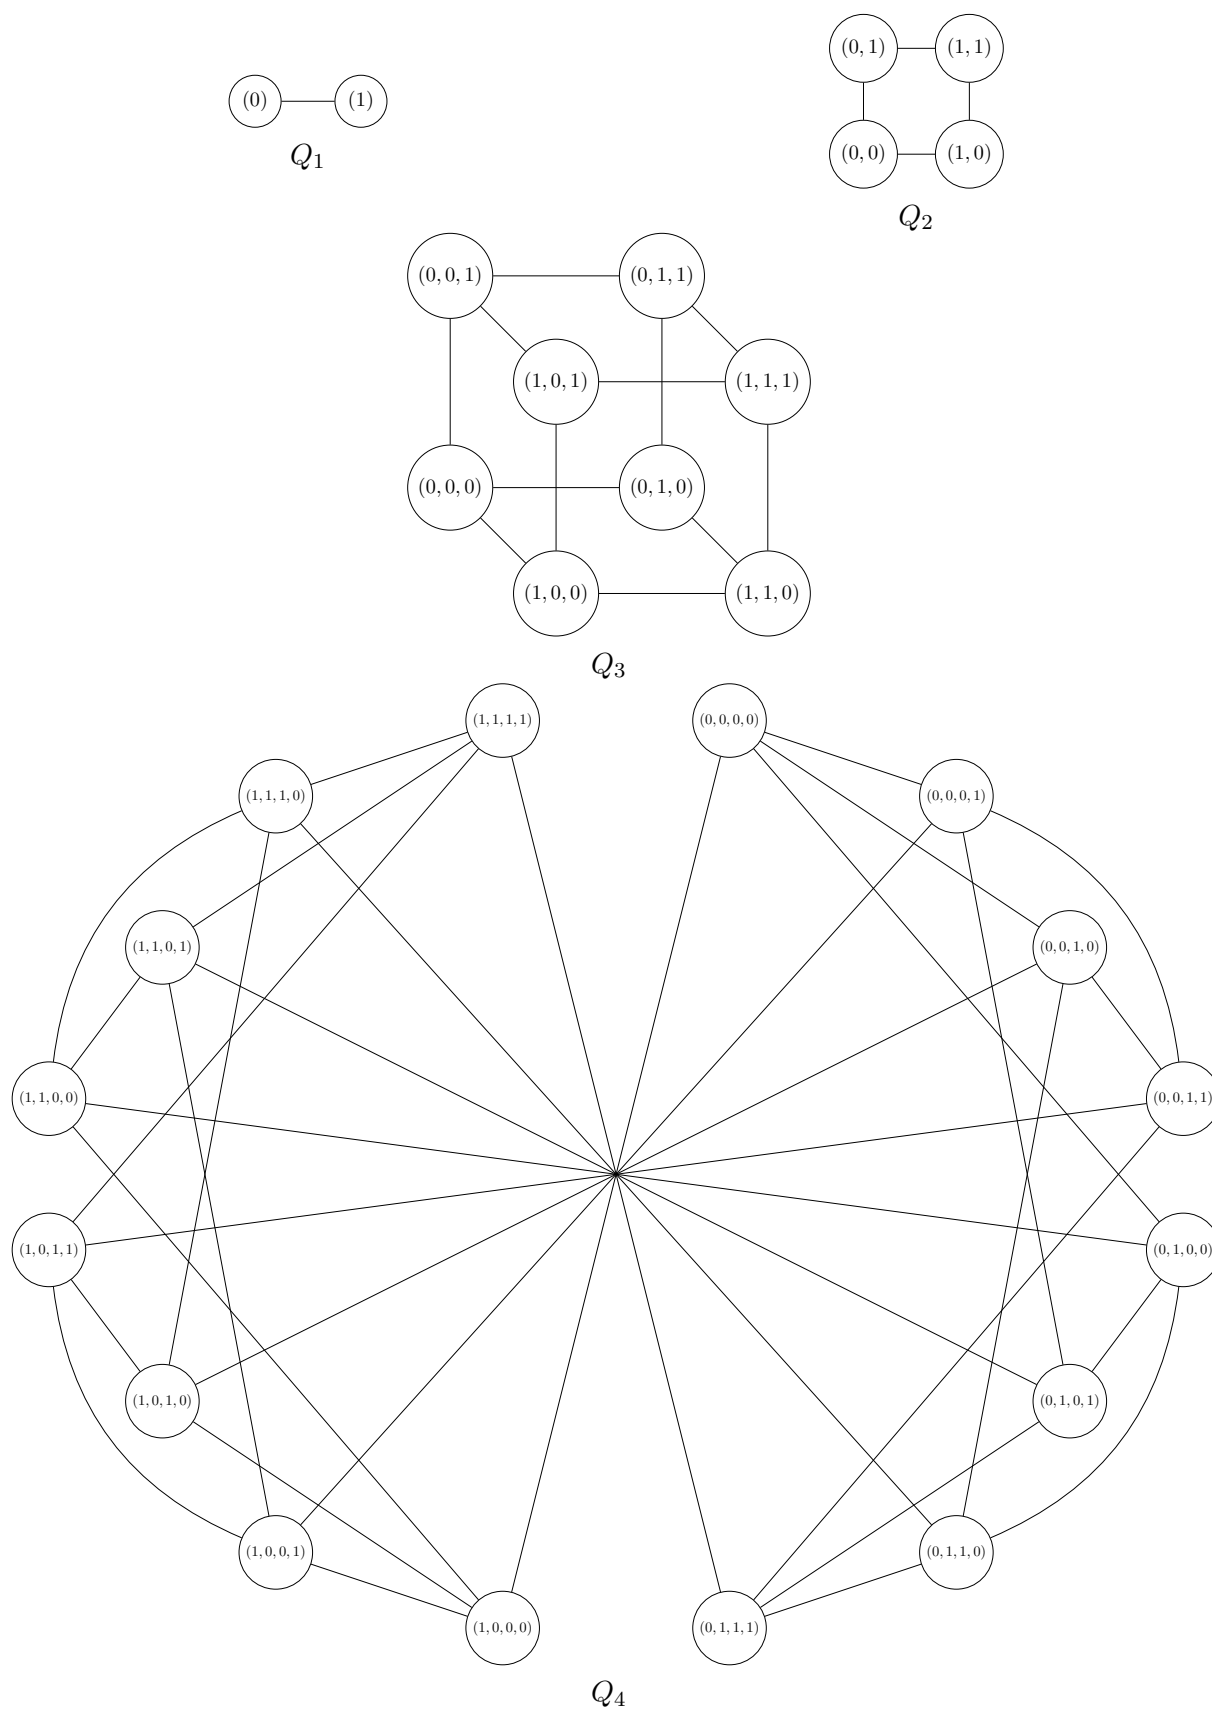 (0) (1)
Q1
(0, 1) (1, 1)
(0, 0) (1, 0)
Q2
(0, 0, 1) (0, 1, 1)
(1, 0, 1) (1, 1, 1)
(0, 0, 0) (0, 1, 0)
(1, 0, 0) (1, 1, 0)
Q3
(1, 1, 1, 1) (0, 0, 0, 0)
(1, 1, 1, 0) (0, 0, 0, 1)
(1, 1, 0, 1) (0, 0, 1, 0)
(1, 1, 0, 0) (0, 0, 1, 1)
(1, 0, 1, 1) (0, 1, 0, 0)
(1, 0, 1, 0) (0, 1, 0, 1)
(1, 0, 0, 1) (0, 1, 1, 0)
(1, 0, 0, 0) (0, 1, 1, 1)
Q4